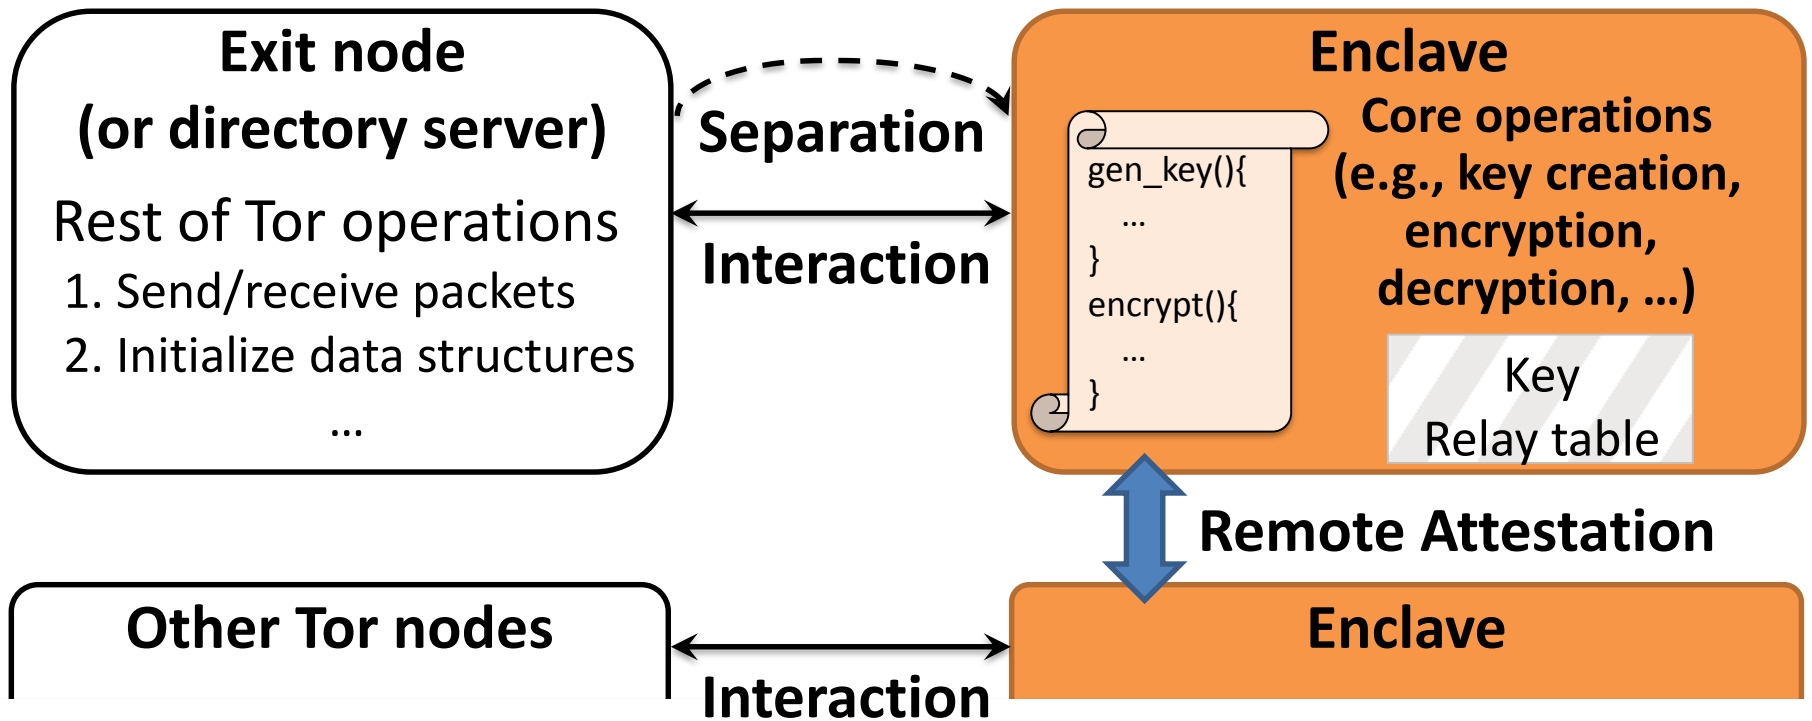 Exit node
(or directory server)
Rest of Tor operations
1. Send/receive packets
2. Initialize data structures
...
Separation
Interaction
Enclave
Core operations
(e.g., key creation,
encryption,
decryption, ...)
gen_key(){
...
}
encrypt(){
...
}
Key
Relay table
Remote Attestation
Other Tor nodes
Interaction
Enclave